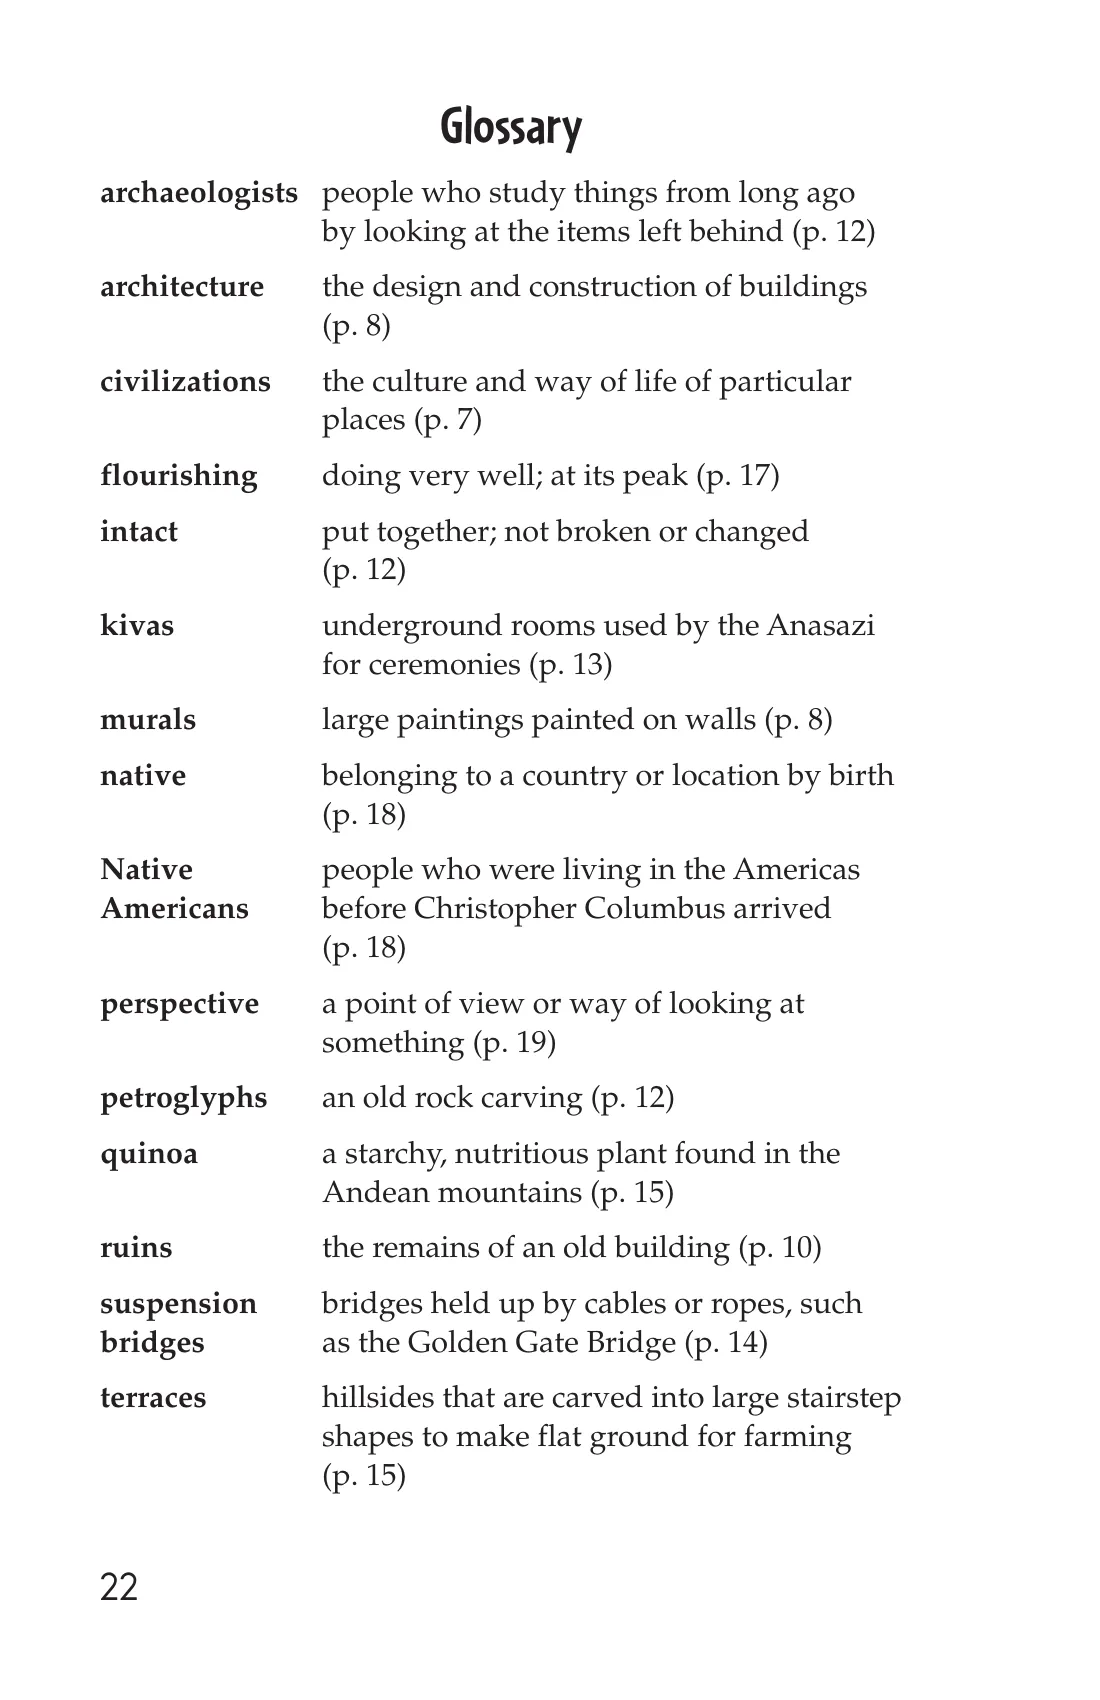 Glossary
archaeologists people who study things from long ago
by looking at the items left behind (p. 12)
architecture the design and construction of buildings
(p. 8)
civilizations the culture and way of life of particular
places (p. 7)
flourishing doing very well; at its peak (p. 17)
intact put together; not broken or changed
(p. 12)
kivas underground rooms used by the Anasazi
for ceremonies (p. 13)
murals large paintings painted on walls (p. 8)
native belonging to a country or location by birth
(p. 18)
Native people who were living in the Americas
Americans before Christopher Columbus arrived
(p. 18)
perspective a point of view or way of looking at
something (p. 19)
petroglyphs an old rock carving (p. 12)
quinoa a starchy, nutritious plant found in the
Andean mountains (p. 15)
ruins the remains of an old building (p. 10)
suspension bridges held up by cables or ropes, such
bridges as the Golden Gate Bridge (p. 14)
terraces hillsides that are carved into large stairstep
shapes to make flat ground for farming
(p. 15)
22